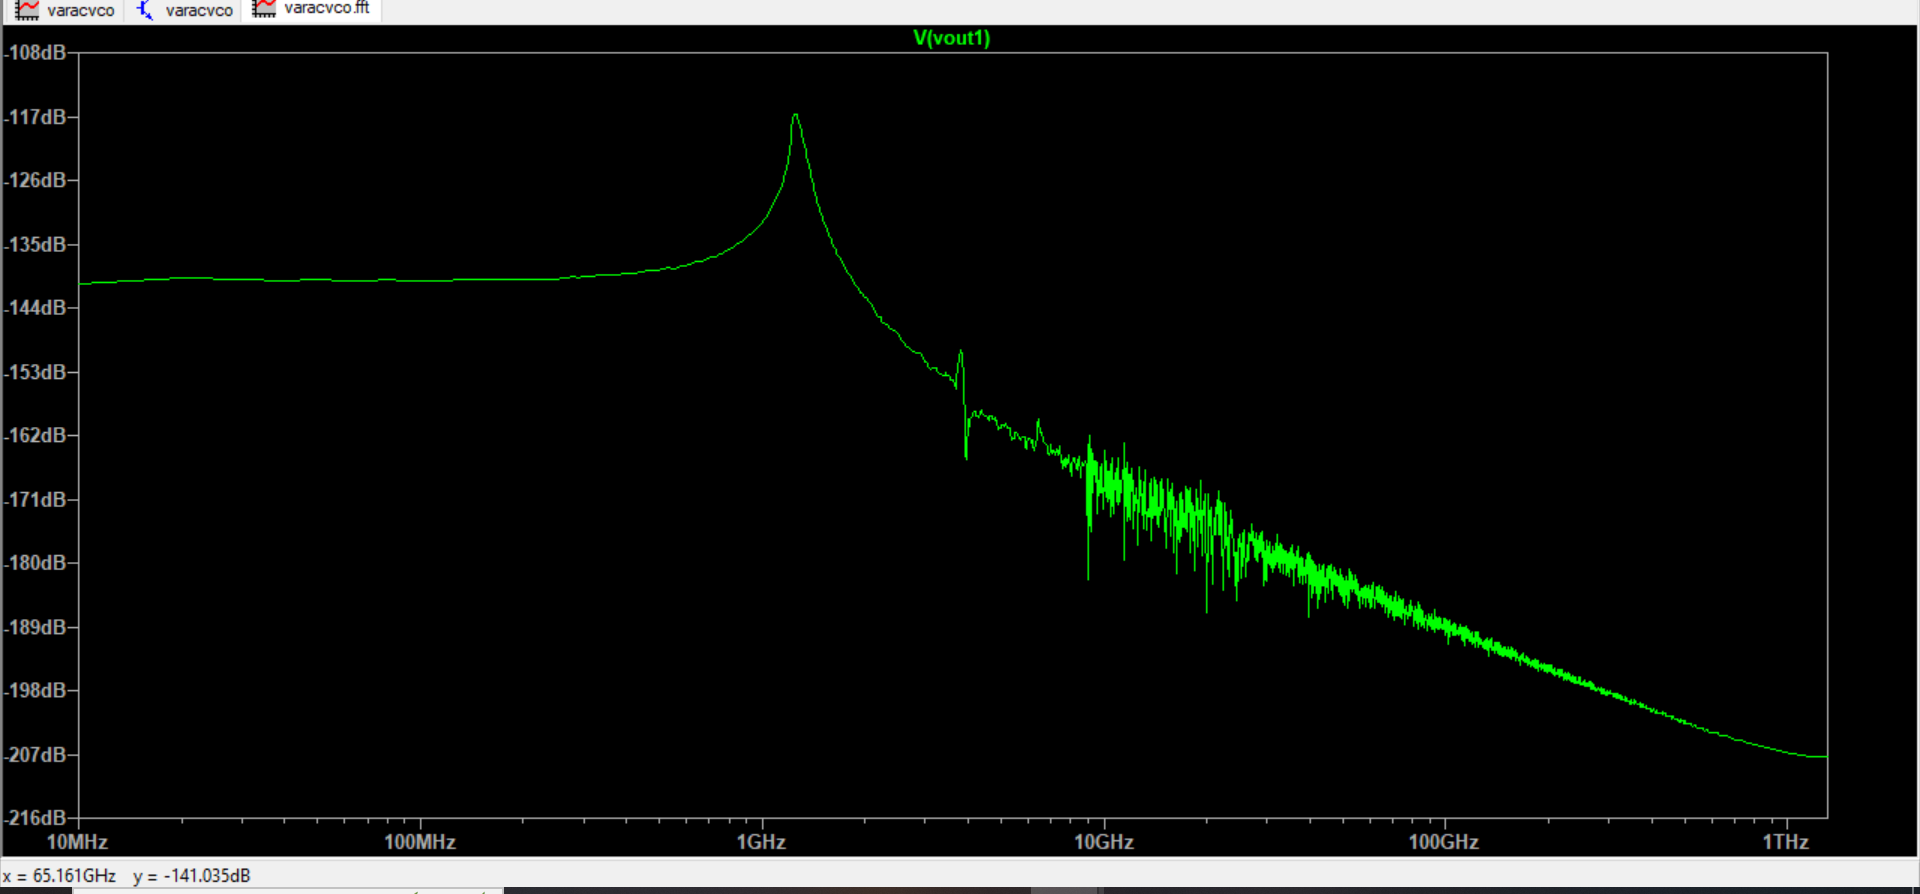 varacvco varacvco varacvco.fft
V(vout1)
-108dB
-117dB
-126dB
-135dB
-144dB
-153dB
-162dB
-171dB
-180dB
-189dB
-198dB
-207dB
-216dB
10MHz 100MHz 1GHz 10GHz 100GHz 1THz
x = 65.161GHz y = -141.035dB